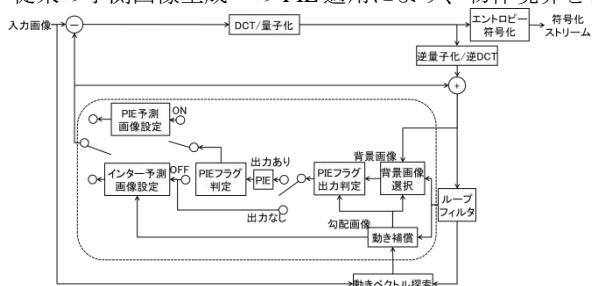 DCT/量子化
エントロピー
符号化
符号化
ストリーム
入力画像
逆量子化/逆DCT
PIE予測
画像設定
ON
インター予測
画像設定
OFF
PIEフラグ
判定
出力あり
PIE
出力なし
PIEフラグ
出力判定
背景画像
背景画像
選択
勾配画像
動き補償
ループ
フィルタ
動きベクトル探索